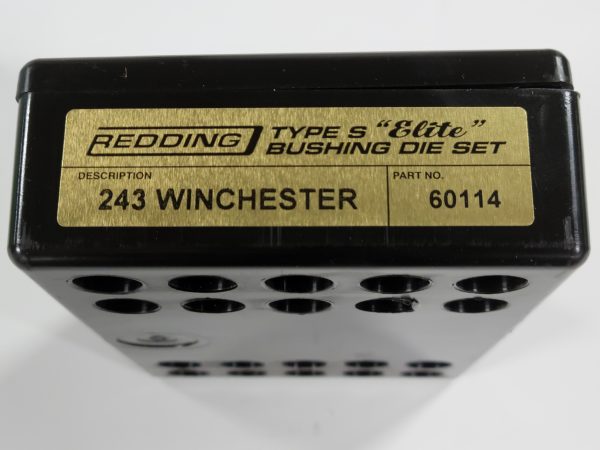 REDDING TYPE S "Elite"
BUSHING DIE SET
DESCRIPTION PART NO.
243 WINCHESTER 60114